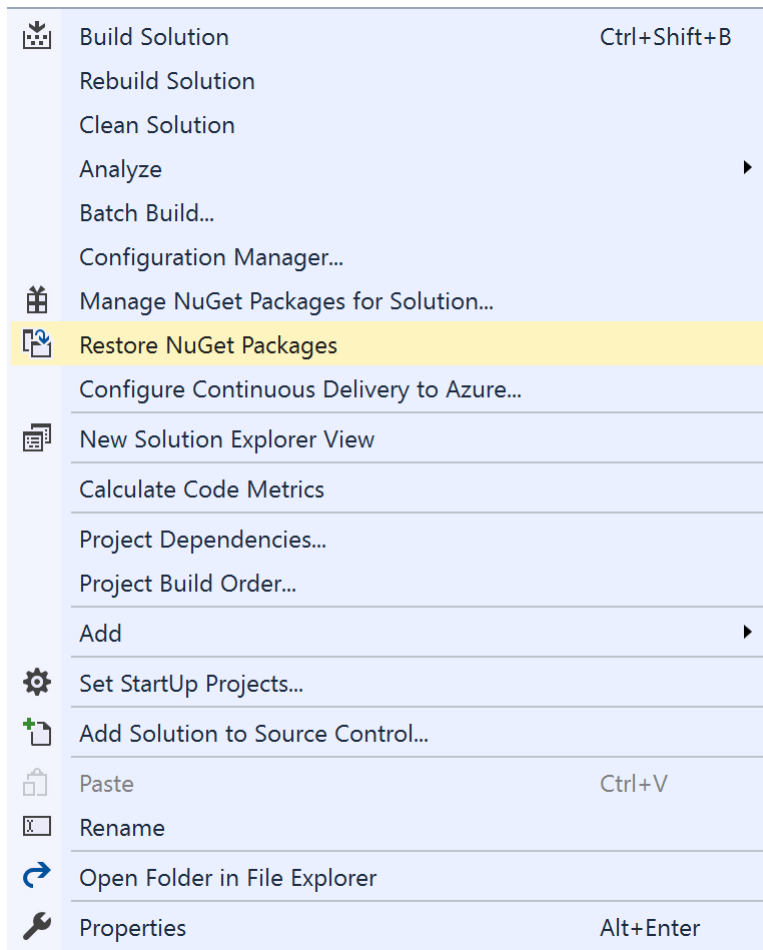 Build Solution Ctrl+Shift+B
Rebuild Solution
Clean Solution
Analyze
Batch Build...
Configuration Manager...
Manage NuGet Packages for Solution...
Restore NuGet Packages
Configure Continuous Delivery to Azure...
New Solution Explorer View
Calculate Code Metrics
Project Dependencies...
Project Build Order...
Add
Set StartUp Projects...
Add Solution to Source Control...
Paste Ctrl+V
Rename
Open Folder in File Explorer
Properties Alt+Enter